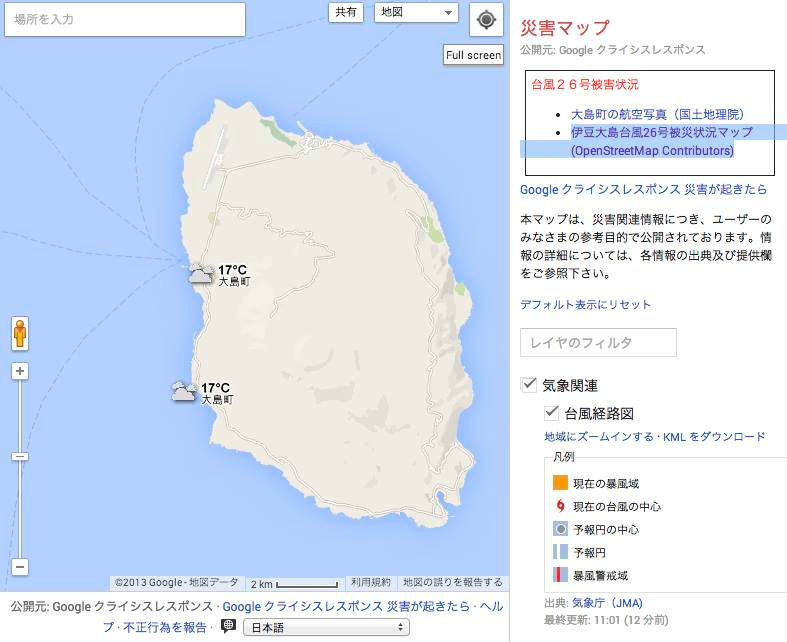 場所を入力
共有
地図
Full screen
17°C
大島町
17°C
大島町
©2013 Google - 地図データ
2 km
利用規約
地図の誤りを報告する
公開元: Google クライシスレスポンス · Google クライシスレスポンス 災害が起きたら · ヘル
プ · 不正行為を報告 ·
日本語
災害マップ
公開元: Google クライシスレスポンス
台風２６号被害状況
大島町の航空写真（国土地理院）
伊豆大島台風26号被災状況マップ
(OpenStreetMap Contributors)
Google クライシスレスポンス 災害が起きたら
本マップは、災害関連情報につき、ユーザーの
みなさまの参考目的で公開されております。情
報の詳細については、各情報の出典及び提供欄
をご参照下さい。
デフォルト表示にリセット
レイヤのフィルタ
気象関連
台風経路図
地域にズームインする · KML をダウンロード
凡例
現在の暴風域
現在の台風の中心
予報円の中心
予報円
暴風警戒域
出典: 気象庁（JMA）
最終更新: 11:01 (12 分前)